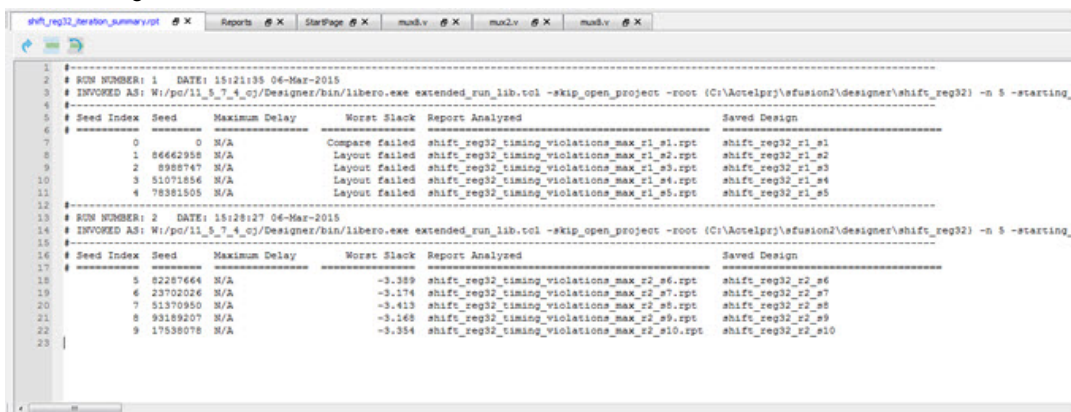 shift_reg32_iteration_summary.rpt Reports StartPage mux8.v mux2.v mux8.v
1 #
2 # RUN NUMBER: 1 DATE: 15:21:35 06-Mar-2015
3 # INVOKED AS: W:/pc/11_5_7_4_cj/Designer/bin/libero.exe extended_run_lib.tcl -skip_open_project -root (C:\Actelprj\sfusion2\designer\shift_reg32) -n 5 -starting_
4 #
5 # Seed Index Seed Maximum Delay Worst Slack Report Analyzed Saved Design
6 #
7 0 0 N/A Compare failed shift_reg32_timing_violations_max_r1_s1.rpt shift_reg32_r1_s1
8 1 86662958 N/A Layout failed shift_reg32_timing_violations_max_r1_s2.rpt shift_reg32_r1_s2
9 2 8988747 N/A Layout failed shift_reg32_timing_violations_max_r1_s3.rpt shift_reg32_r1_s3
10 3 51071856 N/A Layout failed shift_reg32_timing_violations_max_r1_s4.rpt shift_reg32_r1_s4
11 4 78381505 N/A Layout failed shift_reg32_timing_violations_max_r1_s5.rpt shift_reg32_r1_s5
12 #
13 # RUN NUMBER: 2 DATE: 15:28:27 06-Mar-2015
14 # INVOKED AS: W:/pc/11_5_7_4_cj/Designer/bin/libero.exe extended_run_lib.tcl -skip_open_project -root (C:\Actelprj\sfusion2\designer\shift_reg32) -n 5 -starting_
15 #
16 # Seed Index Seed Maximum Delay Worst Slack Report Analyzed Saved Design
17 #
18 5 82287664 N/A -3.389 shift_reg32_timing_violations_max_r2_s6.rpt shift_reg32_r2_s6
19 6 23702026 N/A -3.174 shift_reg32_timing_violations_max_r2_s7.rpt shift_reg32_r2_s7
20 7 51370950 N/A -3.413 shift_reg32_timing_violations_max_r2_s8.rpt shift_reg32_r2_s8
21 8 93189207 N/A -3.168 shift_reg32_timing_violations_max_r2_s9.rpt shift_reg32_r2_s9
22 9 17538078 N/A -3.354 shift_reg32_timing_violations_max_r2_s10.rpt shift_reg32_r2_s10
23